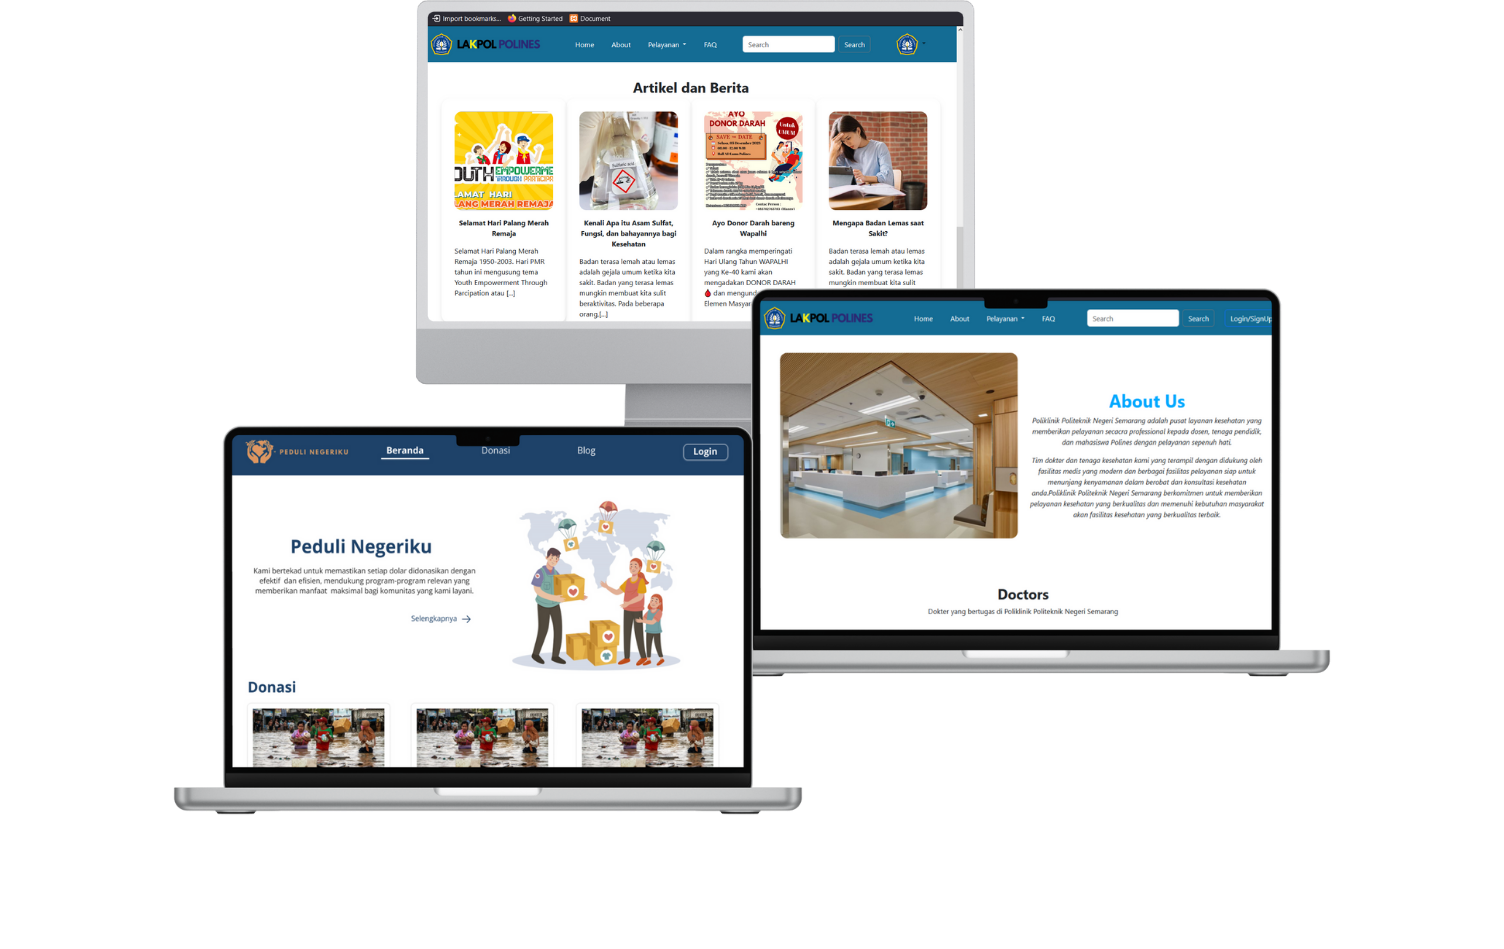 Import bookmarks... Getting Started Document
LAKPOL POLINES Home About Pelayanan FAQ Search Search
Artikel dan Berita
OUTH EMPOWERME
THROUGH PARTICIPA
LAMAT HARI
LANG MERAH REMAJA
Sulfuric acid
AYO
DONOR DARAH
Untuk
UMUM
SAVE THE DATE
Selamat Hari Palang Merah
Remaja
Selamat Hari Palang Merah
Remaja 1950-2003. Hari PMR
tahun ini mengusung tema
Youth Empowerment Through
Parcipation atau [...]
Kenali Apa itu Asam Sulfat,
Fungsi, dan bahayannya bagi
Kesehatan
Badan terasa lemah atau lemas
adalah gejala umum ketika kita
sakit. Badan yang terasa lemas
mungkin membuat kita sulit
beraktivitas. Pada beberapa
orang.[...]
Ayo Donor Darah bareng
Wapalhi
Dalam rangka memperingati
Hari Ulang Tahun WAPALHI
yang Ke-40 kami akan
mengadakan DONOR DARAH
🩸 dan mengund
Elemen Masyar
Mengapa Badan Lemas saat
Sakit?
Badan terasa lemah atau lemas
adalah gejala umum ketika kita
sakit. Badan yang terasa lemas
mungkin membuat kita sulit
LAKPOL POLINES Home About Pelayanan FAQ Search Search Login/SignUp
About Us
Poliklinik Politeknik Negeri Semarang adalah pusat layanan kesehatan yang
memberikan pelayanan secara professional kepada dosen, tenaga pendidik,
dan mahasiswa Polines dengan pelayanan sepenuh hati.
Tim dokter dan tenaga kesehatan kami yang terampil dengan didukung oleh
fasilitas medis yang modern dan berbagai fasilitas pelayanan siap untuk
menunjang kenyamanan dalam berobat dan konsultasi kesehatan
anda.Poliklinik Politeknik Negeri Semarang berkomitmen untuk memberikan
pelayanan kesehatan yang berkualitas dan memenuhi kebutuhan masyarakat
akan fasilitas kesehatan yang berkualitas terbaik.
Doctors
Dokter yang bertugas di Poliklinik Politeknik Negeri Semarang
PEDULI NEGERIKU Beranda Donasi Blog Login
Peduli Negeriku
Kami bertekad untuk memastikan setiap dolar didonasikan dengan
efektif dan efisien, mendukung program-program relevan yang
memberikan manfaat maksimal bagi komunitas yang kami layani.
Selengkapnya →
Donasi